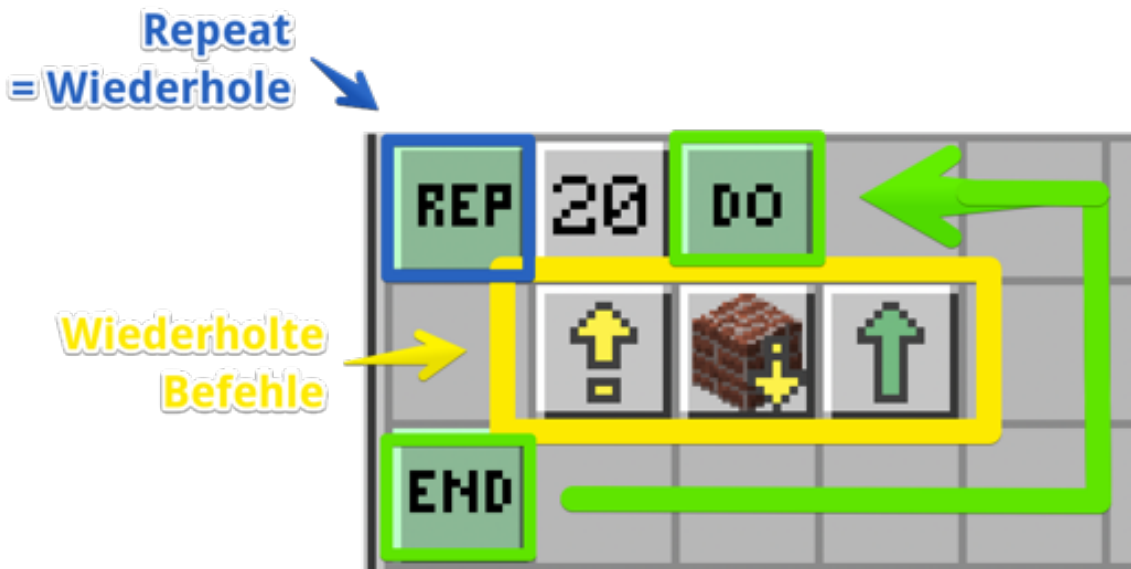 Repeat
= Wiederhole
REP 20 DO
Wiederholte
Befehle
END